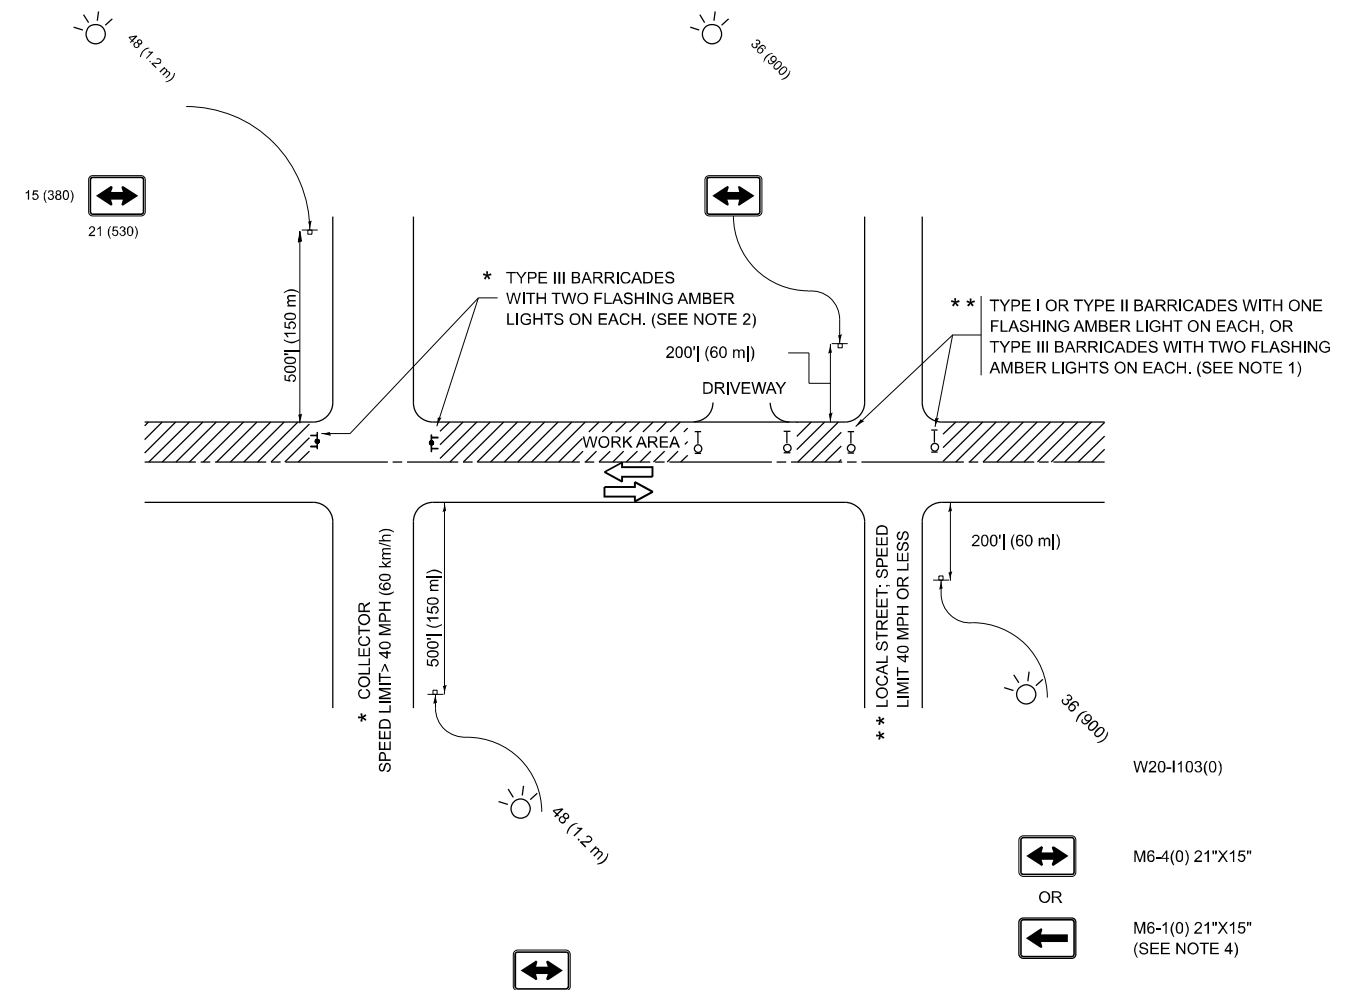 48 (1.2 m)
36 (900)
15 (380)
21 (530)
500'| (150 m)
* TYPE III BARRICADES
WITH TWO FLASHING AMBER
LIGHTS ON EACH. (SEE NOTE 2)
200'| (60 m|)
DRIVEWAY
* * TYPE I OR TYPE II BARRICADES WITH ONE
FLASHING AMBER LIGHT ON EACH, OR
TYPE III BARRICADES WITH TWO FLASHING
AMBER LIGHTS ON EACH. (SEE NOTE 1)
WORK AREA
* COLLECTOR
SPEED LIMIT> 40 MPH (60 km/h)
500'| (150 m|)
* * LOCAL STREET; SPEED
LIMIT 40 MPH OR LESS
200'| (60 m|)
36 (900)
48 (1.2 m)
W20-I103(0)
M6-4(0) 21"X15"
OR
M6-1(0) 21"X15"
(SEE NOTE 4)